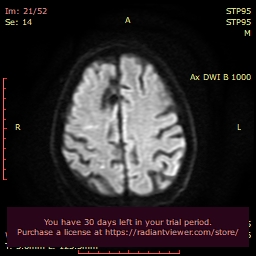 Im: 21/52
Se: 14
STP95
STP95
M
A
Ax DWI B 1000
R
L
You have 30 days left in your trial period.
Purchase a license at https://radiantviewer.com/store/